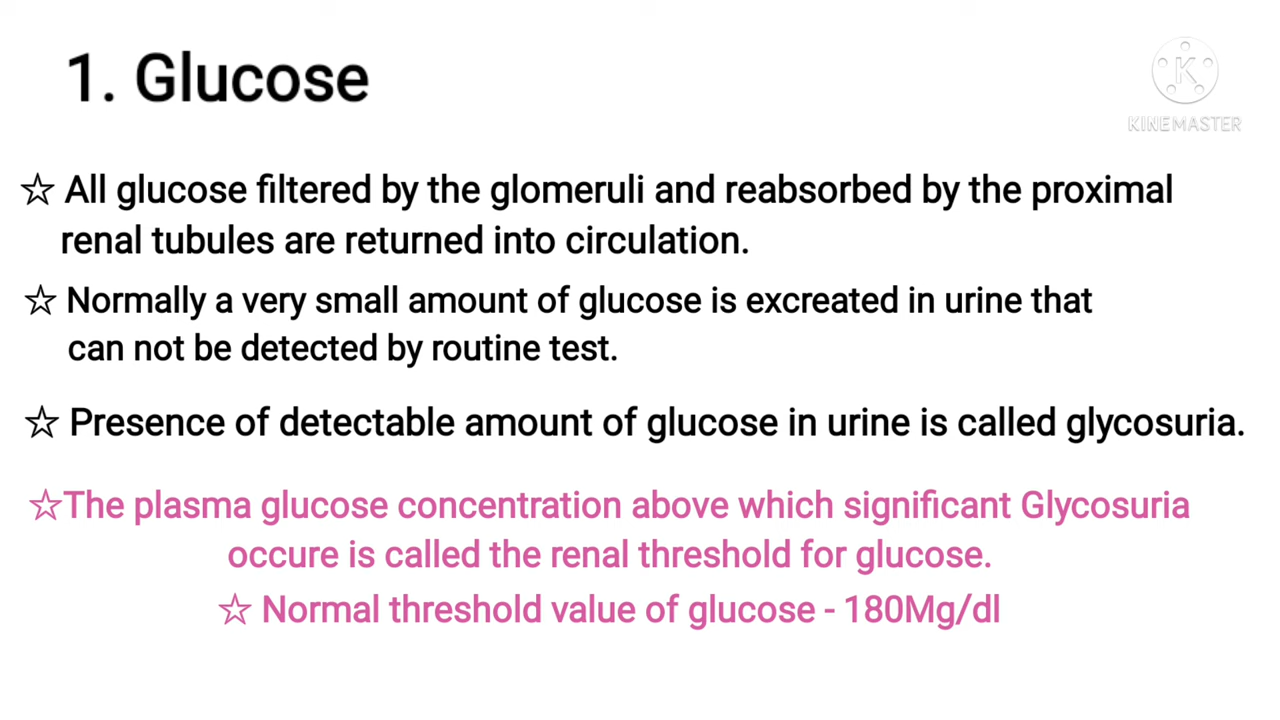 1. Glucose
KINEMASTER
☆ All glucose filtered by the glomeruli and reabsorbed by the proximal
renal tubules are returned into circulation.
☆ Normally a very small amount of glucose is excreated in urine that
can not be detected by routine test.
☆ Presence of detectable amount of glucose in urine is called glycosuria.
☆The plasma glucose concentration above which significant Glycosuria
occure is called the renal threshold for glucose.
☆ Normal threshold value of glucose - 180Mg/dl